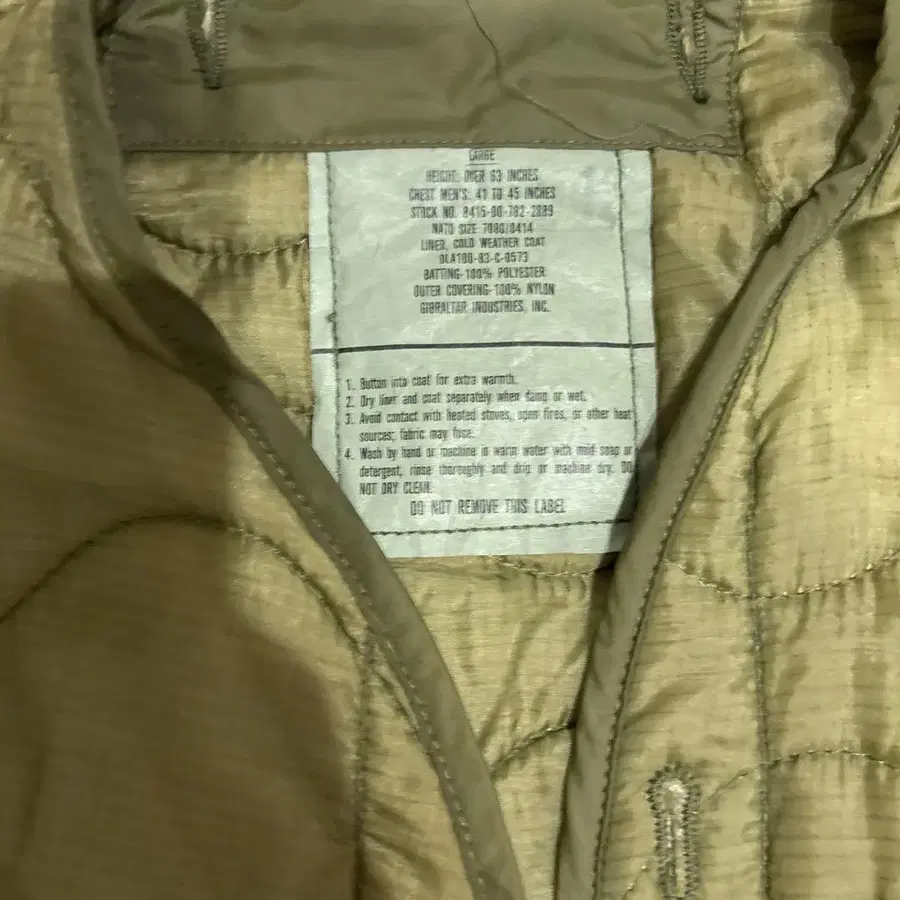 LARGE
HEIGHT: OVER 63 INCHES
CHEST MEN'S: 41 TO 45 INCHES
STOCK NO. 8415-00-782-2889
NATO SIZE 7080/0414
LINER, COLD WEATHER COAT
DLA100-83-C-0573
BATTING-100% POLYESTER
OUTER COVERING-100% NYLON
GIBRALTAR INDUSTRIES, INC.
1. Button into coat for extra warmth.
2. Dry liner and coat separately when damp or wet.
3. Avoid contact with heated stoves, open fires, or other heat
sources; fabric may fuse.
4. Wash by hand or machine in warm water with mild soap or
detergent, rinse thoroughly and drip or machine dry. DO
NOT DRY CLEAN.
DO NOT REMOVE THIS LABEL